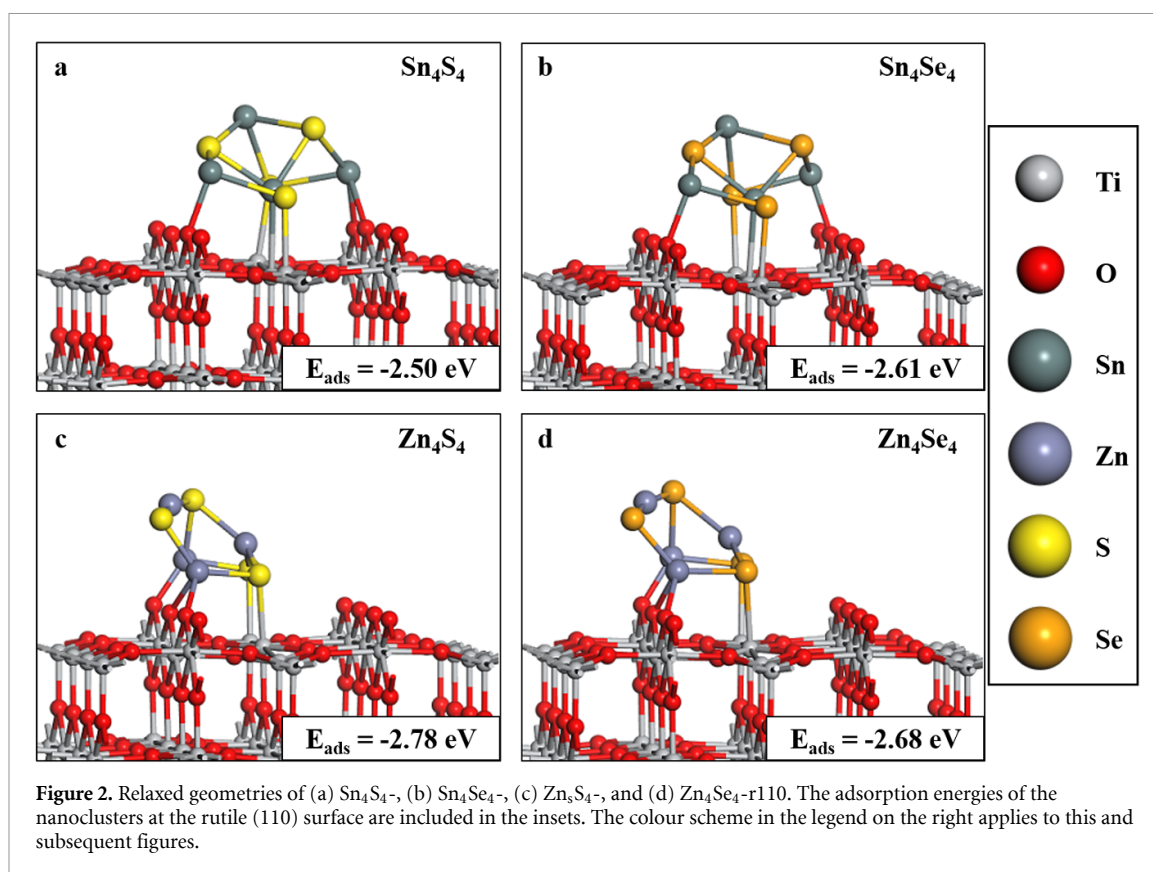 a
Sn₄S₄
b
Sn₄Se₄
Eads = -2.50 eV
Eads = -2.61 eV
c
Zn₄S₄
d
Zn₄Se₄
Eads = -2.78 eV
Eads = -2.68 eV
Ti
O
Sn
Zn
S
Se
Figure 2. Relaxed geometries of (a) Sn₄S₄-, (b) Sn₄Se₄-, (c) ZnₛS₄-, and (d) Zn₄Se₄-r110. The adsorption energies of the
nanoclusters at the rutile (110) surface are included in the insets. The colour scheme in the legend on the right applies to this and
subsequent figures.